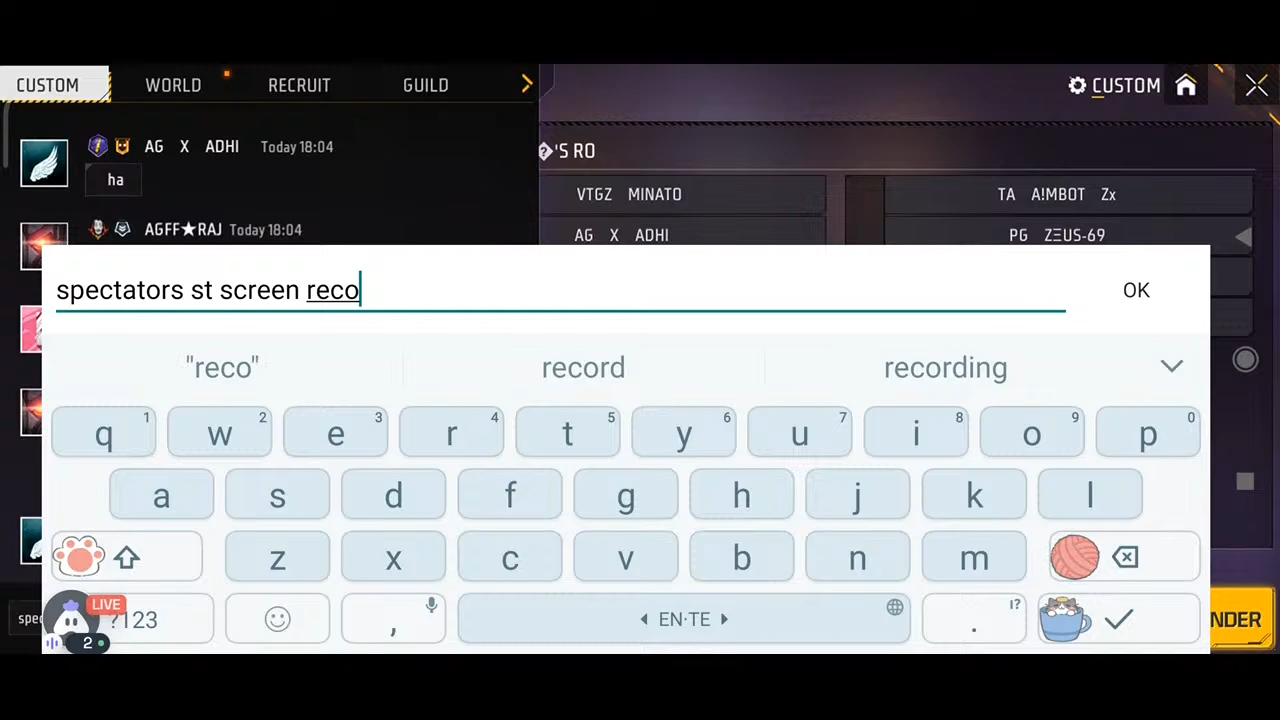 CUSTOM WORLD RECRUIT GUILD
CUSTOM
AG X ADHI Today 18:04
ha
AGFF★RAJ Today 18:04
'S RO
VTGZ MINATO
TA A!MBOT Zx
AG X ADHI
PG ZΞUS-69
spectators st screen reco
OK
"reco" record recording
q 1 w 2 e 3 r 4 t 5 y 6 u 7 i 8 o 9 p 0
a s d f g h j k l
z x c v b n m
?123 , EN·TE . !?
LIVE
2
spec
NDER